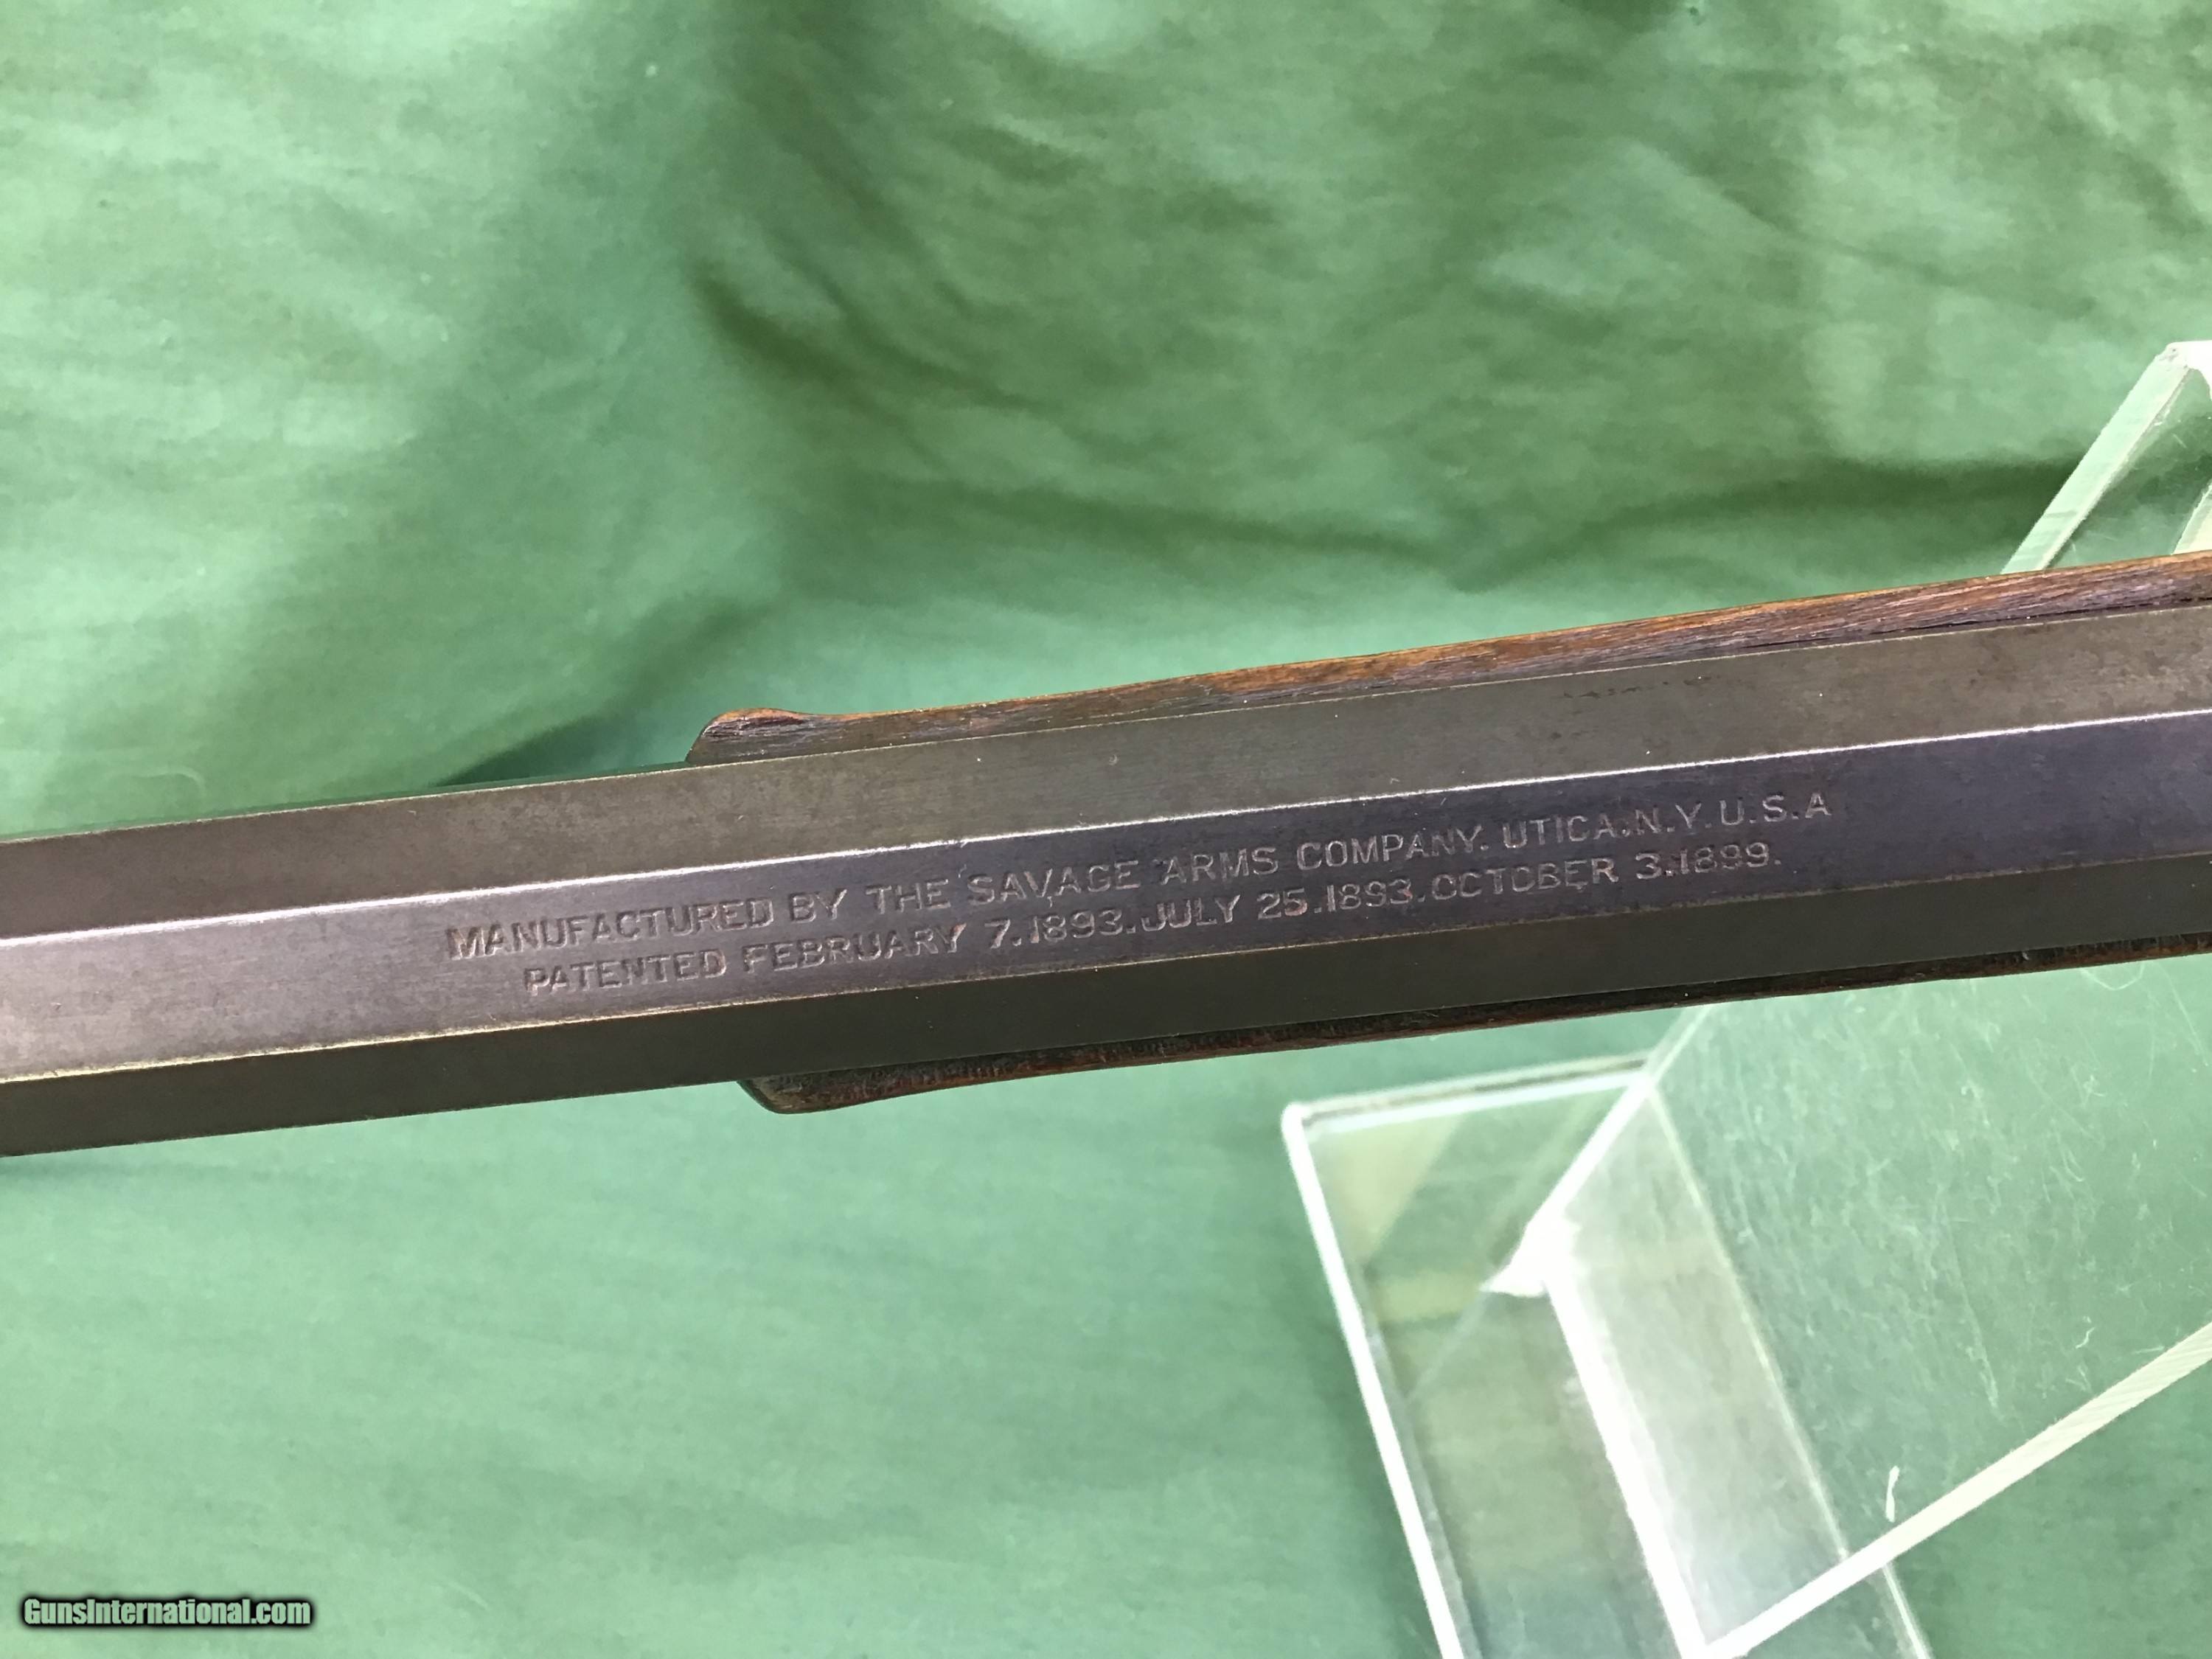 MANUFACTURED BY THE SAVAGE ARMS COMPANY. UTICA.N.Y. U.S.A
PATENTED FEBRUARY 7.1893.JULY 25.1893.OCTOBER 3.1899.
GunsInternational.com